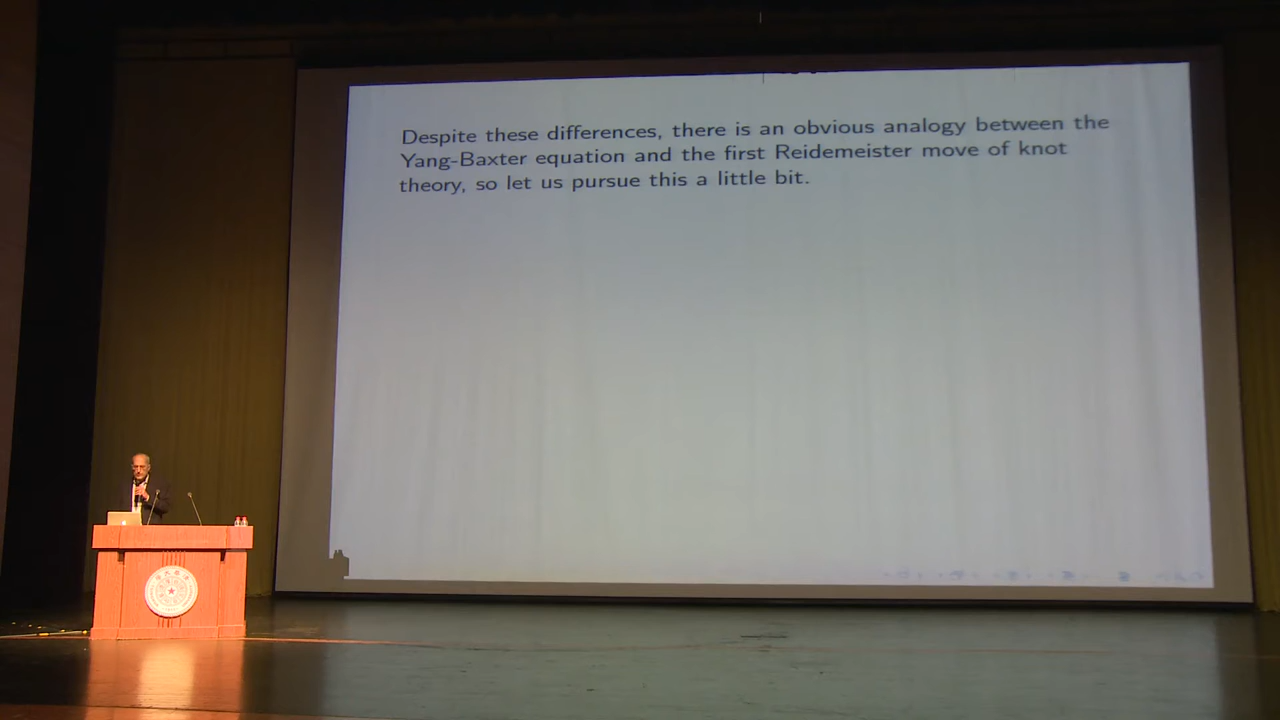 Despite these differences, there is an obvious analogy between the
Yang-Baxter equation and the first Reidemeister move of knot
theory, so let us pursue this a little bit.